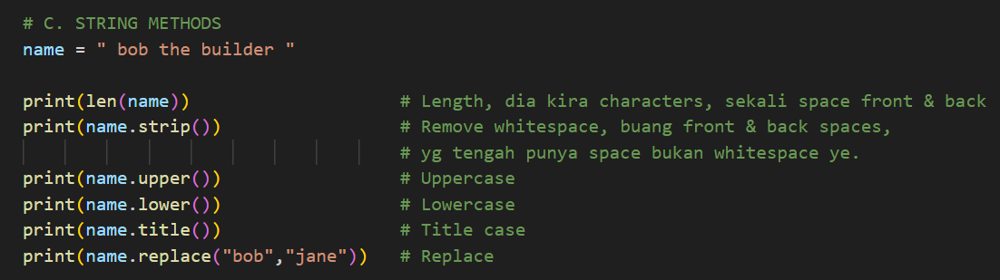 # C. STRING METHODS
name = " bob the builder "
print(len(name)) # Length, dia kira characters, sekali space front & back
print(name.strip()) # Remove whitespace, buang front & back spaces,
# yg tengah punya space bukan whitespace ye.
print(name.upper()) # Uppercase
print(name.lower()) # Lowercase
print(name.title()) # Title case
print(name.replace("bob","jane")) # Replace